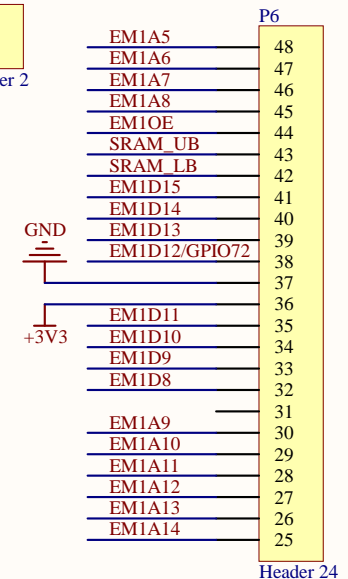 P6
er 2
EM1A5 48
EM1A6 47
EM1A7 46
EM1A8 45
EM1OE 44
SRAM_UB 43
SRAM_LB 42
EM1D15 41
EM1D14 40
EM1D13 39
EM1D12/GPIO72 38
GND
37
36
+3V3
EM1D11 35
EM1D10 34
EM1D9 33
EM1D8 32
31
EM1A9 30
EM1A10 29
EM1A11 28
EM1A12 27
EM1A13 26
EM1A14 25
Header 24